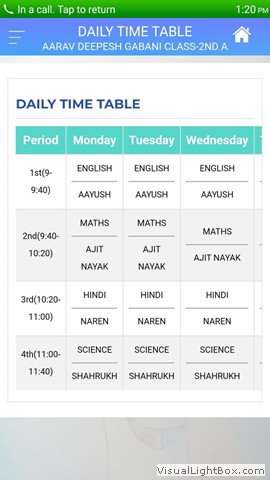 In a call. Tap to return 1:20 PM
DAILY TIME TABLE
AARAV DEEPESH GABANI CLASS-2ND A
DAILY TIME TABLE
Period Monday Tuesday Wednesday
1st(9-
9:40)
ENGLISH ENGLISH ENGLISH
AAYUSH AAYUSH AAYUSH
2nd(9:40-
10:20)
MATHS MATHS MATHS
AJIT
NAYAK
AJIT
NAYAK
AJIT NAYAK
3rd(10:20-
11:00)
HINDI HINDI HINDI
NAREN NAREN NAREN
4th(11:00-
11:40)
SCIENCE SCIENCE SCIENCE
SHAHRUKH SHAHRUKH SHAHRUKH
VisualLightBox.com